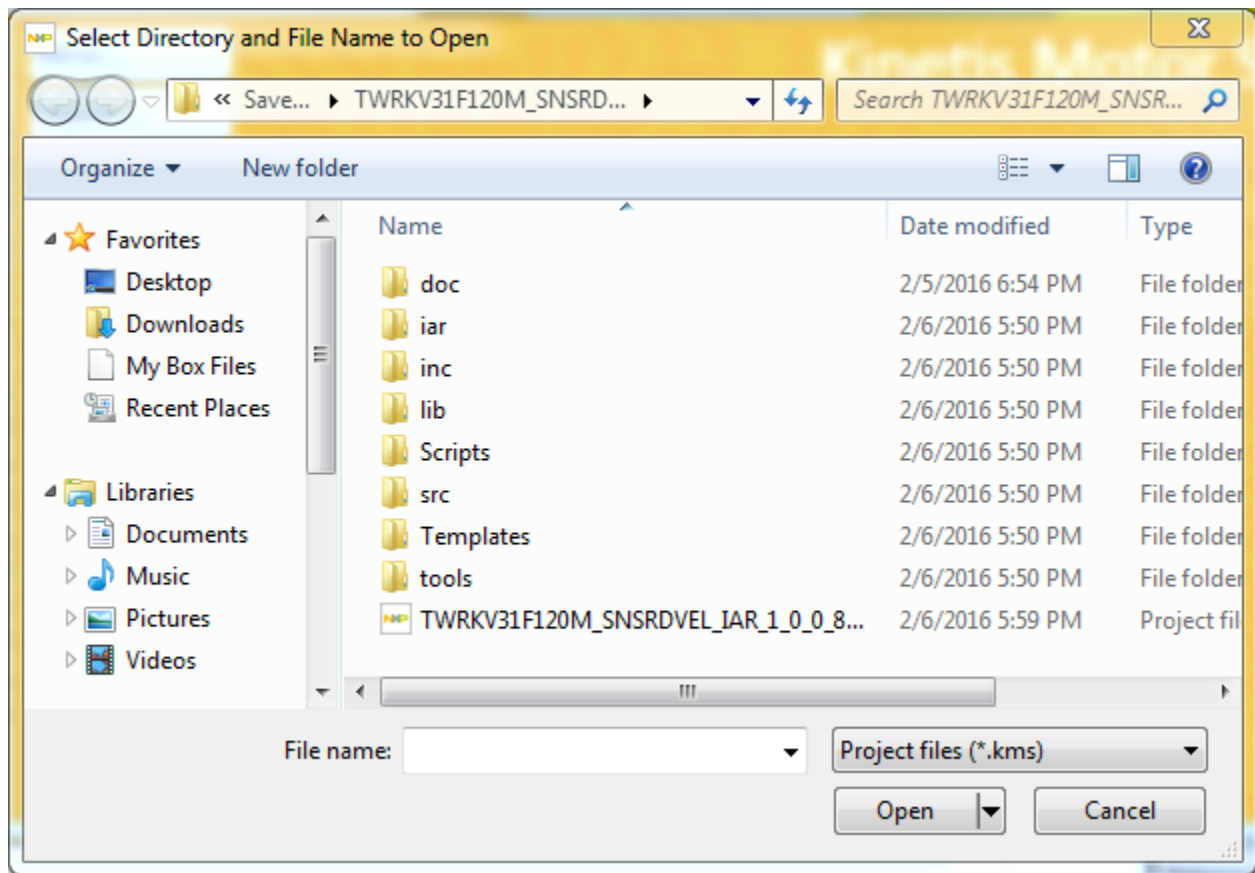 NXP Select Directory and File Name to Open
Kinetis Motor
« Save... ▸ TWRKV31F120M_SNSRD... ▸ Search TWRKV31F120M_SNSR...
Organize New folder
Name Date modified Type
Favorites
Desktop
Downloads
My Box Files
Recent Places
Libraries
Documents
Music
Pictures
Videos
doc 2/5/2016 6:54 PM File folder
iar 2/6/2016 5:50 PM File folder
inc 2/6/2016 5:50 PM File folder
lib 2/6/2016 5:50 PM File folder
Scripts 2/6/2016 5:50 PM File folder
src 2/6/2016 5:50 PM File folder
Templates 2/6/2016 5:50 PM File folder
tools 2/6/2016 5:50 PM File folder
NXP TWRKV31F120M_SNSRDVEL_IAR_1_0_0_8... 2/6/2016 5:59 PM Project fil
File name: Project files (*.kms)
Open Cancel